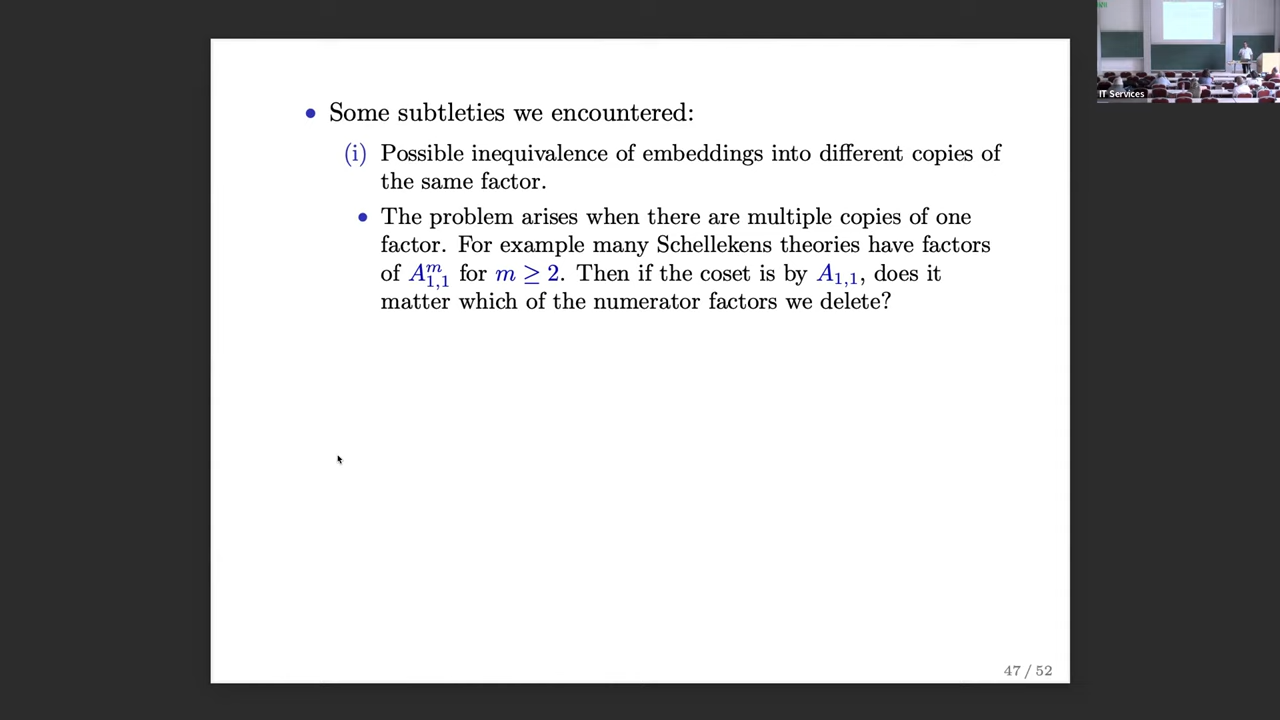 • Some subtleties we encountered:
(i) Possible inequivalence of embeddings into different copies of
the same factor.
• The problem arises when there are multiple copies of one
factor. For example many Schellekens theories have factors
of A^m_{1,1} for m ≥ 2. Then if the coset is by A_{1,1}, does it
matter which of the numerator factors we delete?
47 / 52
IT Services